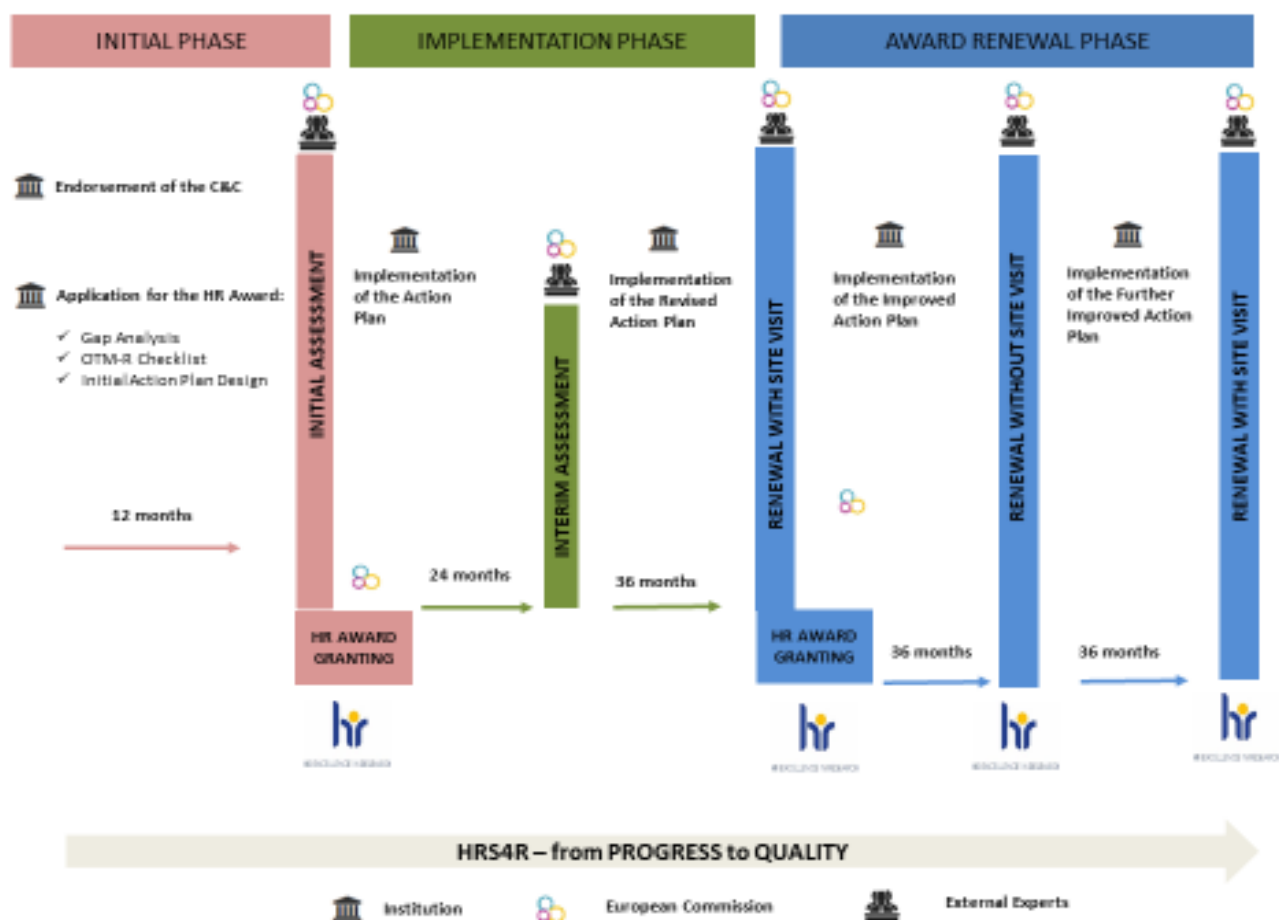 INITIAL PHASE
IMPLEMENTATION PHASE
AWARD RENEWAL PHASE
Endorsement of the C&C
Application for the HR Award:
✓ Gap Analysis
✓ OTM-R Checklist
✓ Initial Action Plan Design
12 months
INITIAL ASSESSMENT
HR AWARD
GRANTING
hr
Implementation
of the Action
Plan
24 months
INTERIM ASSESSMENT
Implementation
of the Revised
Action Plan
36 months
RENEWAL WITH SITE VISIT
HR AWARD
GRANTING
hr
Implementation
of the Improved
Action Plan
36 months
RENEWAL WITHOUT SITE VISIT
hr
Implementation
of the Further
Improved Action
Plan
36 months
RENEWAL WITH SITE VISIT
hr
HRS4R – from PROGRESS to QUALITY
Institution
European Commission
External Experts